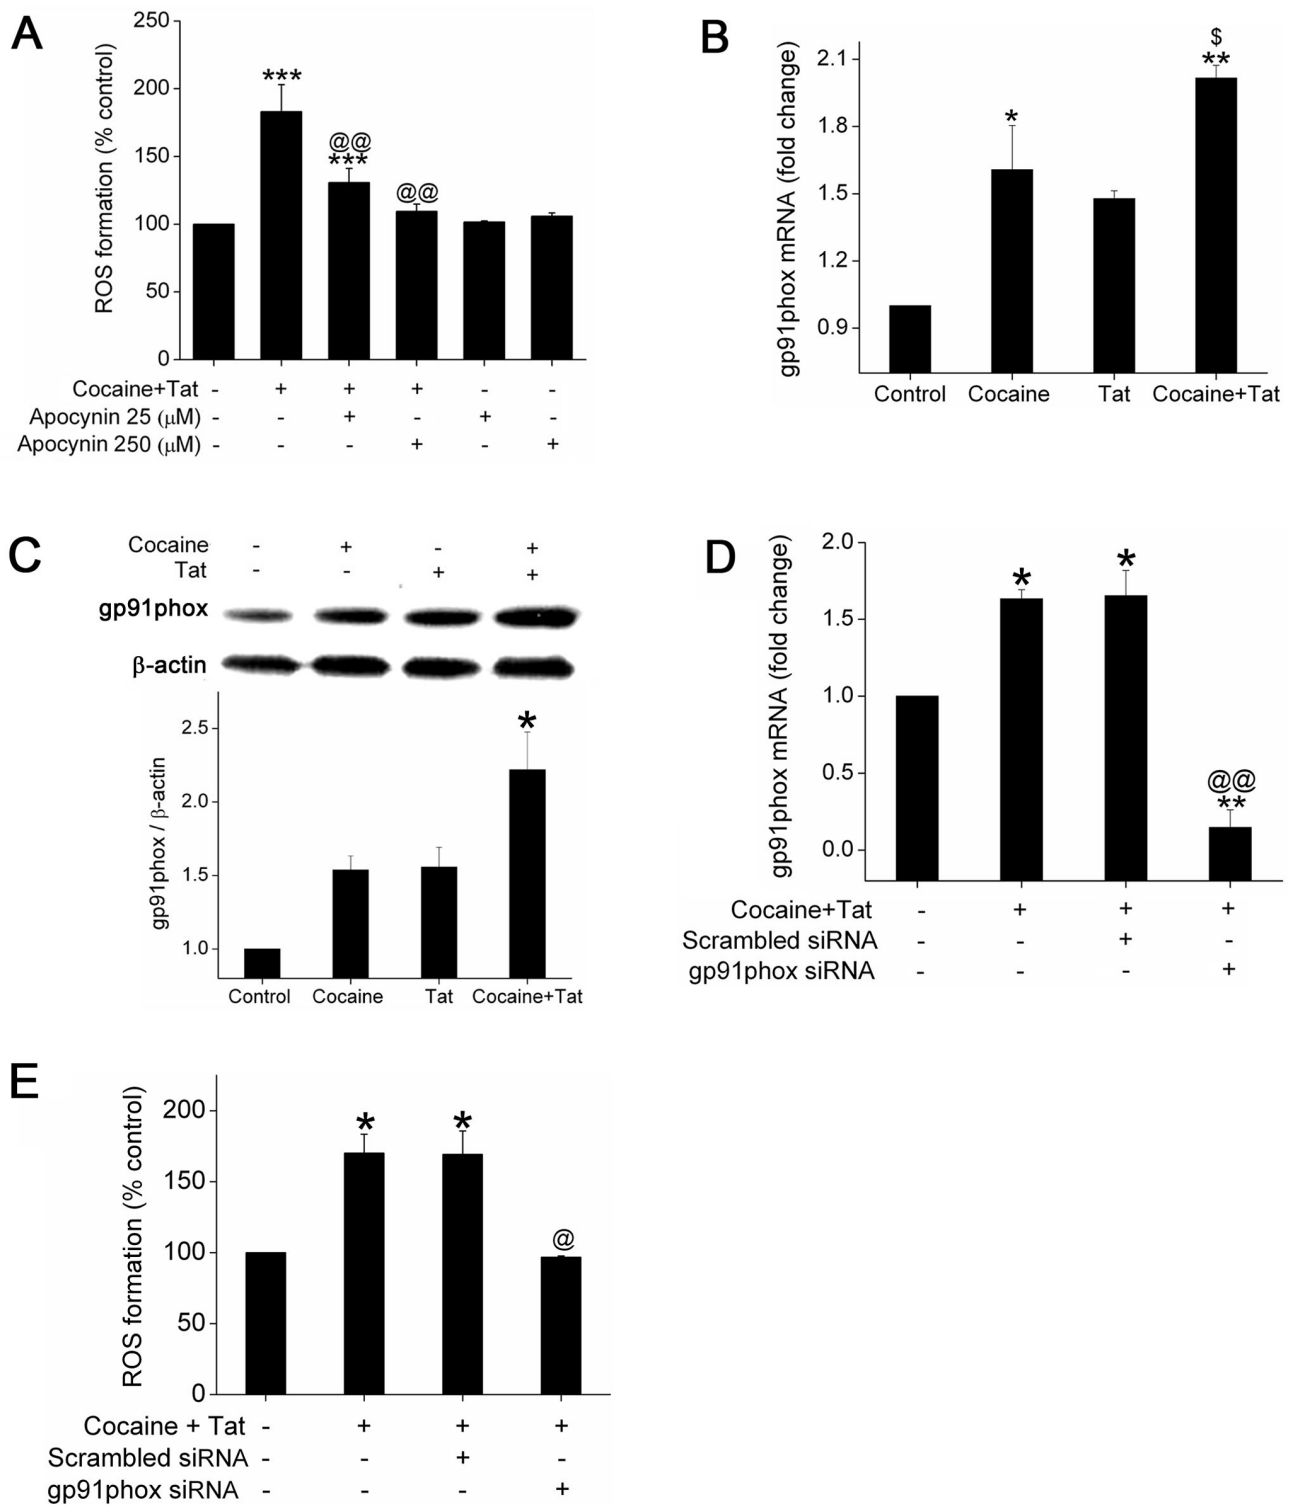 A
ROS formation (% control)
250
200
150
100
50
0
***
@@
***
@@
Cocaine+Tat - + + + - -
Apocynin 25 (μM) - - + - + -
Apocynin 250 (μM) - - - + - +
B
gp91phox mRNA (fold change)
2.1
1.8
1.5
1.2
0.9
*
$
**
Control Cocaine Tat Cocaine+Tat
C
Cocaine - + - +
Tat - - + +
gp91phox
β-actin
gp91phox / β-actin
2.5
2.0
1.5
1.0
*
Control Cocaine Tat Cocaine+Tat
D
gp91phox mRNA (fold change)
2.0
1.5
1.0
0.5
0.0
*
*
@@
**
Cocaine+Tat - + + +
Scrambled siRNA - - + -
gp91phox siRNA - - - +
E
ROS formation (% control)
200
150
100
50
0
*
*
@
Cocaine + Tat - + + +
Scrambled siRNA - - + -
gp91phox siRNA - - - +